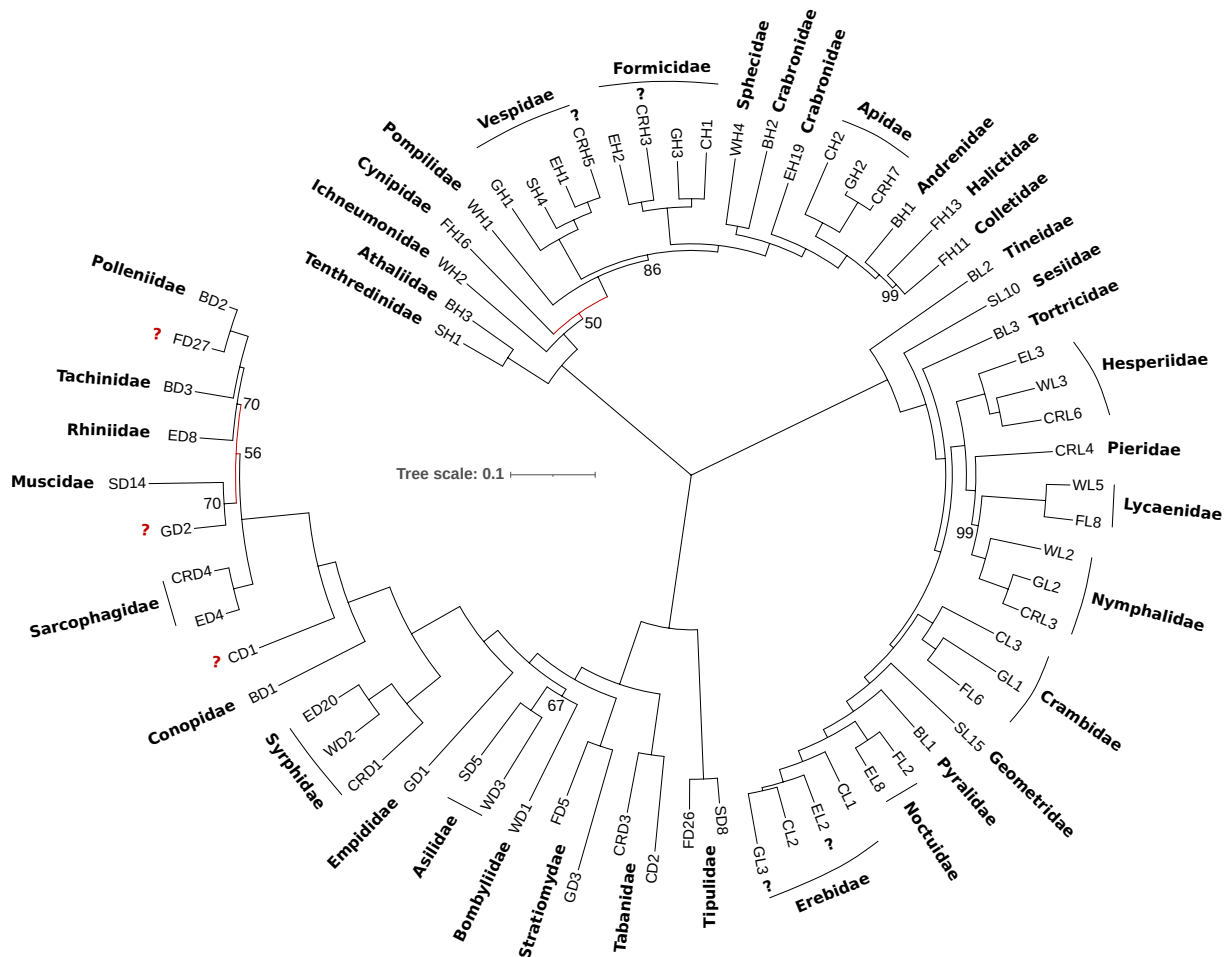 Polleniidae
BD2
?
FD27
Tachinidae
BD3
Rhiniidae
ED8
Muscidae
SD14
?
GD2
CRD4
ED4
Sarcophagidae
?
CD1
Conopidae
BD1
ED20
WD2
CRD1
Syrphidae
Empididae
GD1
SD5
WD3
Asilidae
Bombyliidae
WD1
FD5
GD3
Stratiomydae
CRD3
CD2
Tabanidae
FD26
SD8
Tipulidae
GL3
?
CL2
EL2
?
CL1
Erebidae
EL8
FL2
Noctuidae
BL1
Pyralidae
SL15
Geometridae
FL6
GL1
CL3
Crambidae
CRL3
GL2
WL2
Nymphalidae
FL8
WL5
Lycaenidae
CRL4
Pieridae
CRL6
WL3
EL3
Hesperiidae
BL3
Tortricidae
SL10
Sesiidae
BL2
Tineidae
FH11
Colletidae
FH13
Halictidae
BH1
Andrenidae
CRH7
GH2
CH2
Apidae
EH19
Crabronidae
BH2
Crabronidae
WH4
Sphecidae
CH1
GH3
CRH3
?
EH2
Formicidae
CRH5
?
EH1
SH4
GH1
Vespidae
WH1
Pompilidae
FH16
Cynipidae
WH2
Ichneumonidae
BH3
Athaliidae
SH1
Tenthredinidae
86
50
99
99
67
70
56
70
Tree scale: 0.1